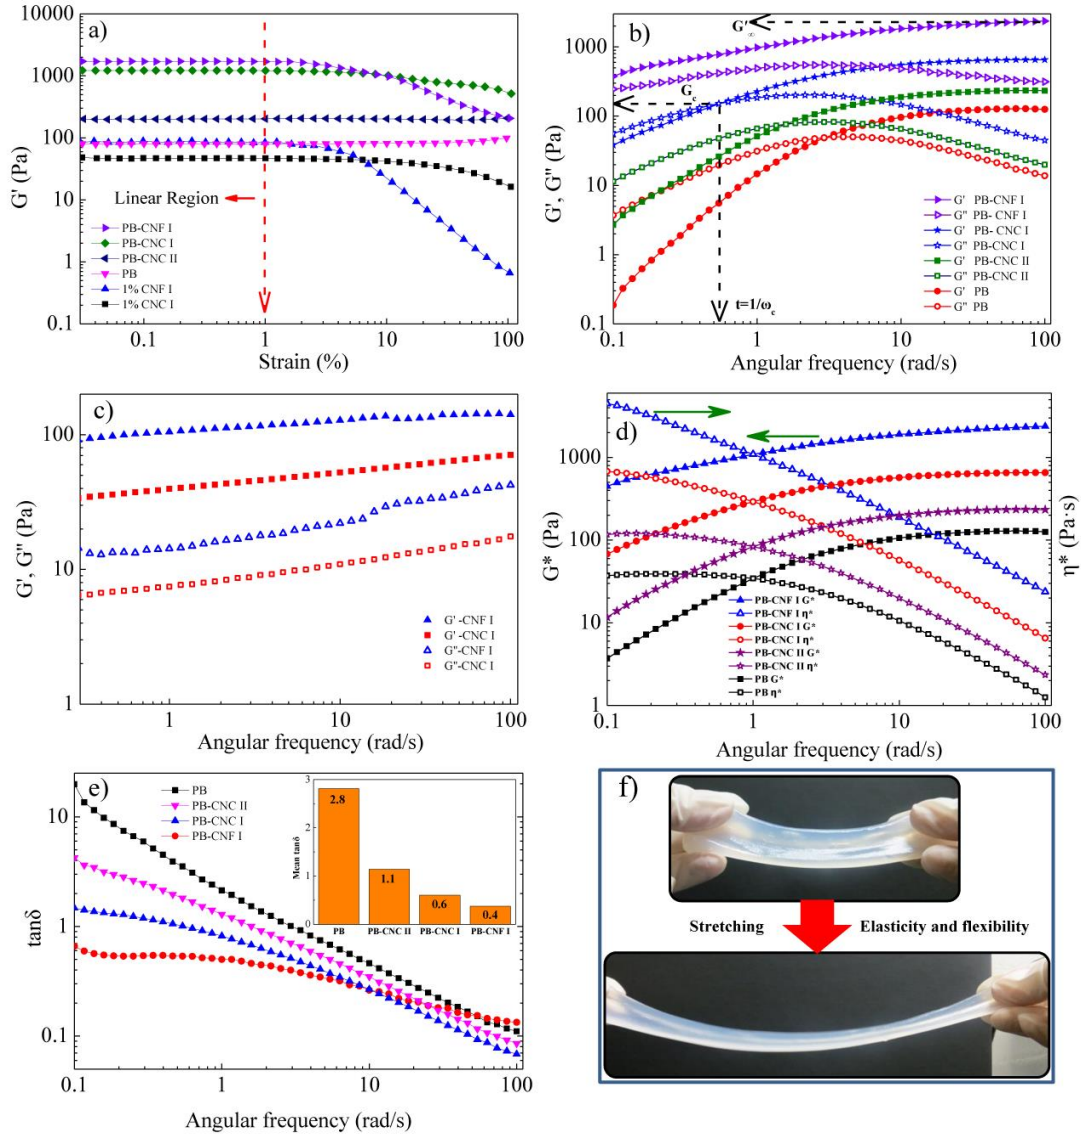 a)
10000
1000
100
10
1
0.1
G' (Pa)
Linear Region
PB-CNF I
PB-CNC I
PB-CNC II
PB
1% CNF I
1% CNC I
0.1
1
10
100
Strain (%)
b)
1000
100
10
1
0.1
G', G" (Pa)
G'∞
Gc
t=1/ωc
G' PB-CNF I
G" PB- CNF I
G' PB-CNC I
G" PB-CNC I
G' PB-CNC II
G" PB-CNC II
G' PB
G" PB
0.1
1
10
100
Angular frequency (rad/s)
c)
100
10
1
G', G" (Pa)
G' -CNF I
G' -CNC I
G"-CNF I
G"-CNC I
1
10
100
Angular frequency (rad/s)
d)
1000
100
10
1
G* (Pa)
η* (Pa·s)
PB-CNF I G*
PB-CNF I η*
PB-CNC I G*
PB-CNC I η*
PB-CNC II G*
PB-CNC II η*
PB G*
PB η*
0.1
1
10
100
Angular frequency (rad/s)
e)
10
1
0.1
tanδ
PB
PB-CNC II
PB-CNC I
PB-CNF I
3
2
1
0
Mean tanδ
2.8
1.1
0.6
0.4
PB
PB-CNC II
PB-CNC I
PB-CNF I
0.1
1
10
100
Angular frequency (rad/s)
f)
Stretching
Elasticity and flexibility